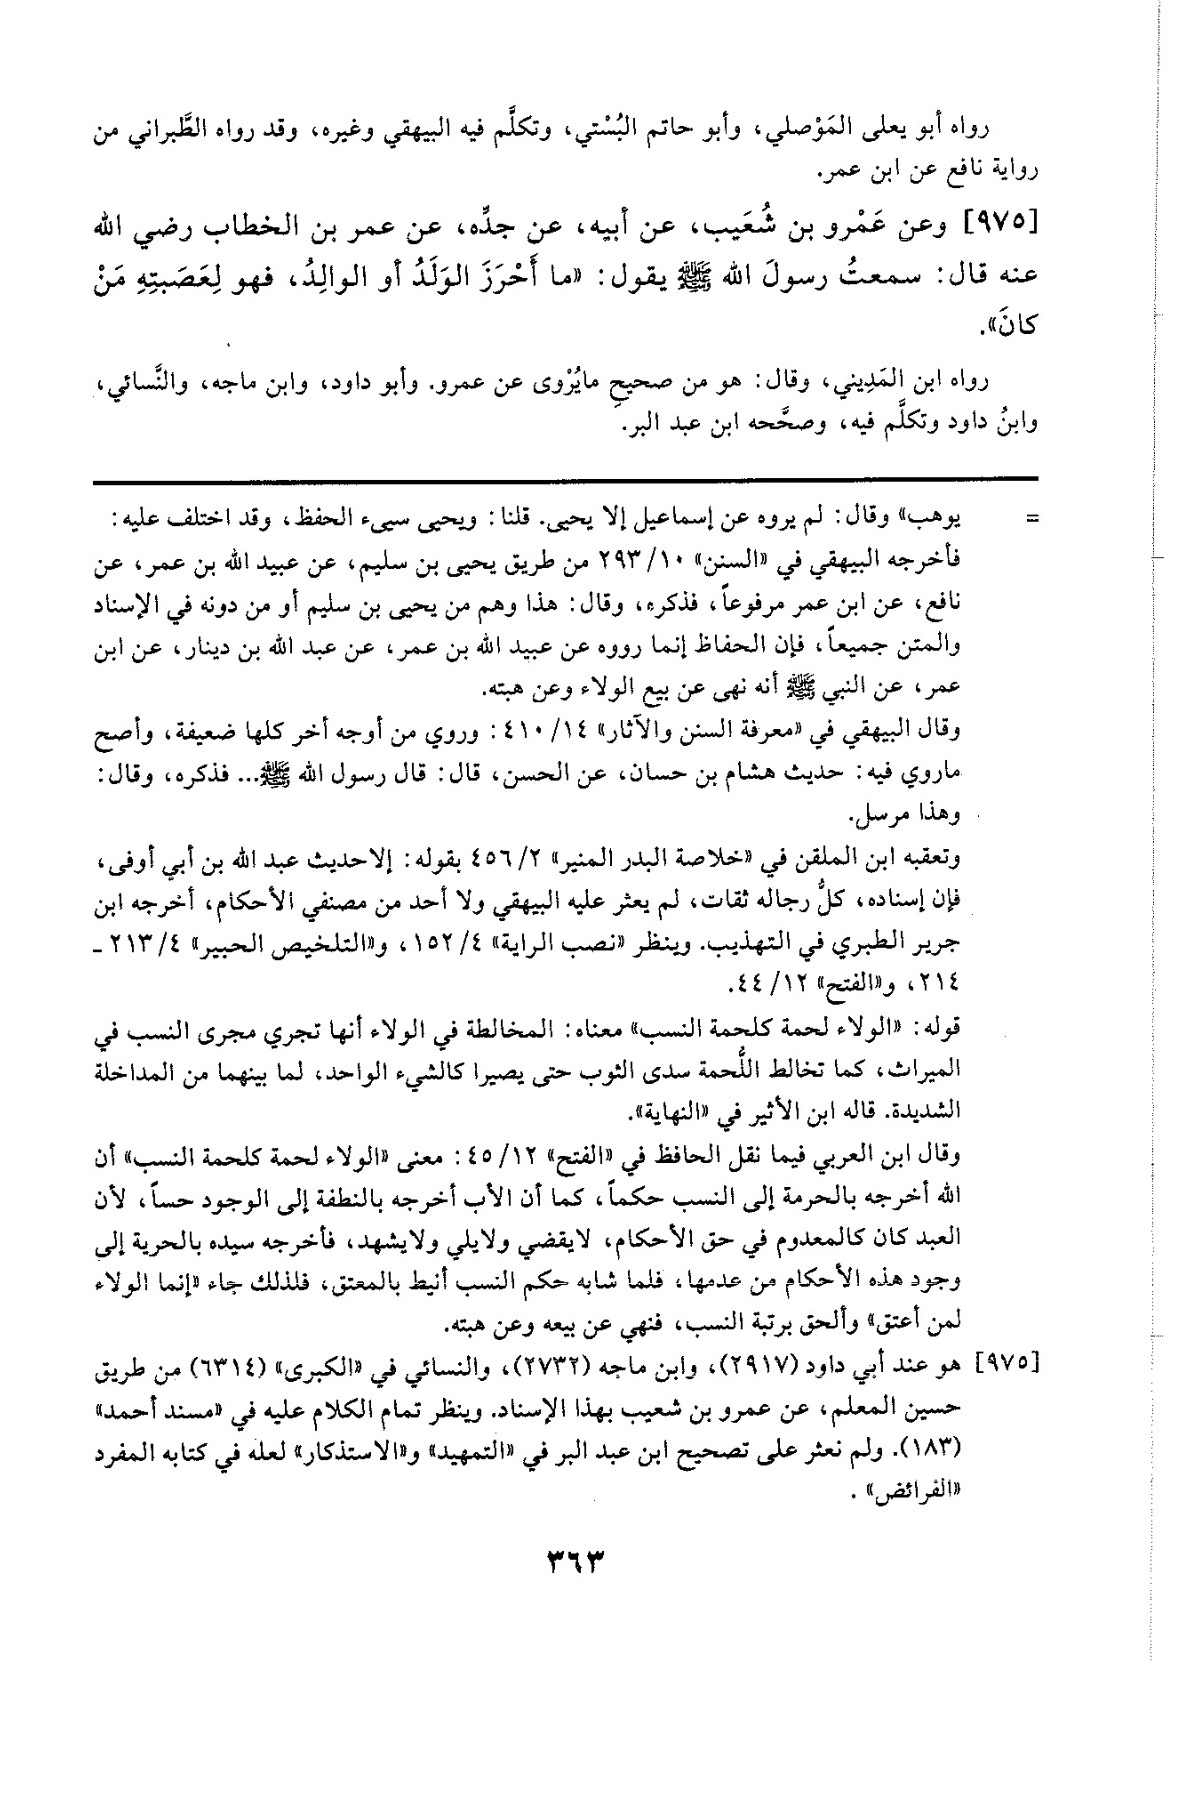 رواه أبو يعلى المَوْصلي، وأبو حاتم البُسْتي، وتكلَّم فيه البيهقي وغيره، وقد رواه الطَّبراني من
رواية نافع عن ابن عمر.
[٩٧٥] وعن عَمْرو بن شُعَيب، عن أبيه، عن جدِّه، عن عمر بن الخطاب رضي الله
عنه قال: سمعتُ رسولَ الله ﷺ يقول: «ما أَحْرَزَ الوَلَدُ أو الوالِدُ، فهو لِعَصَبتِهِ مَنْ
كانَ».
رواه ابن المَدِيني، وقال: هو من صحيحِ مايُرْوى عن عمرو. وأبو داود، وابن ماجه، والنَّسائي،
وابنُ داود وتكلَّم فيه، وصحَّحه ابن عبد البر.
= يوهب» وقال: لم يروه عن إسماعيل إلا يحيى. قلنا: ويحيى سيىء الحفظ، وقد اختلف عليه:
فأخرجه البيهقي في «السنن» ١٠/ ٢٩٣ من طريق يحيى بن سليم، عن عبيد الله بن عمر، عن
نافع، عن ابن عمر مرفوعاً، فذكره، وقال: هذا وهم من يحيى بن سليم أو من دونه في الإسناد
والمتن جميعاً، فإن الحفاظ إنما رووه عن عبيد الله بن عمر، عن عبد الله بن دينار، عن ابن
عمر، عن النبي ﷺ أنه نهى عن بيع الولاء وعن هبته.
وقال البيهقي في «معرفة السنن والآثار» ١٤/ ٤١٠: وروي من أوجه أخر كلها ضعيفة، وأصح
ماروي فيه: حديث هشام بن حسان، عن الحسن، قال: قال رسول الله ﷺ... فذكره، وقال:
وهذا مرسل.
وتعقبه ابن الملقن في «خلاصة البدر المنير» ٢/ ٤٥٦ بقوله: إلاحديث عبد الله بن أبي أوفى،
فإن إسناده، كلُّ رجاله ثقات، لم يعثر عليه البيهقي ولا أحد من مصنفي الأحكام، أخرجه ابن
جرير الطبري في التهذيب. وينظر «نصب الراية» ٤/ ١٥٢، و«التلخيص الحبير» ٤/ ٢١٣ ـ
٢١٤، و«الفتح» ١٢/ ٤٤.
قوله: «الولاء لحمة كلحمة النسب» معناه: المخالطة في الولاء أنها تجري مجرى النسب في
الميراث، كما تخالط اللُّحمة سدى الثوب حتى يصيرا كالشيء الواحد، لما بينهما من المداخلة
الشديدة. قاله ابن الأثير في «النهاية».
وقال ابن العربي فيما نقل الحافظ في «الفتح» ١٢/ ٤٥: معنى «الولاء لحمة كلحمة النسب» أن
الله أخرجه بالحرمة إلى النسب حكماً، كما أن الأب أخرجه بالنطفة إلى الوجود حساً، لأن
العبد كان كالمعدوم في حق الأحكام، لايقضي ولايلي ولايشهد، فأخرجه سيده بالحرية إلى
وجود هذه الأحكام من عدمها، فلما شابه حكم النسب أنيط بالمعتق، فلذلك جاء «إنما الولاء
لمن أعتق» وألحق برتبة النسب، فنهي عن بيعه وعن هبته.
[٩٧٥] هو عند أبي داود (٢٩١٧)، وابن ماجه (٢٧٣٢)، والنسائي في «الكبرى» (٦٣١٤) من طريق
حسين المعلم، عن عمرو بن شعيب بهذا الإسناد. وينظر تمام الكلام عليه في «مسند أحمد»
(١٨٣). ولم نعثر على تصحيح ابن عبد البر في «التمهيد» و«الاستذكار» لعله في كتابه المفرد
«الفرائض» .
٣٦٣